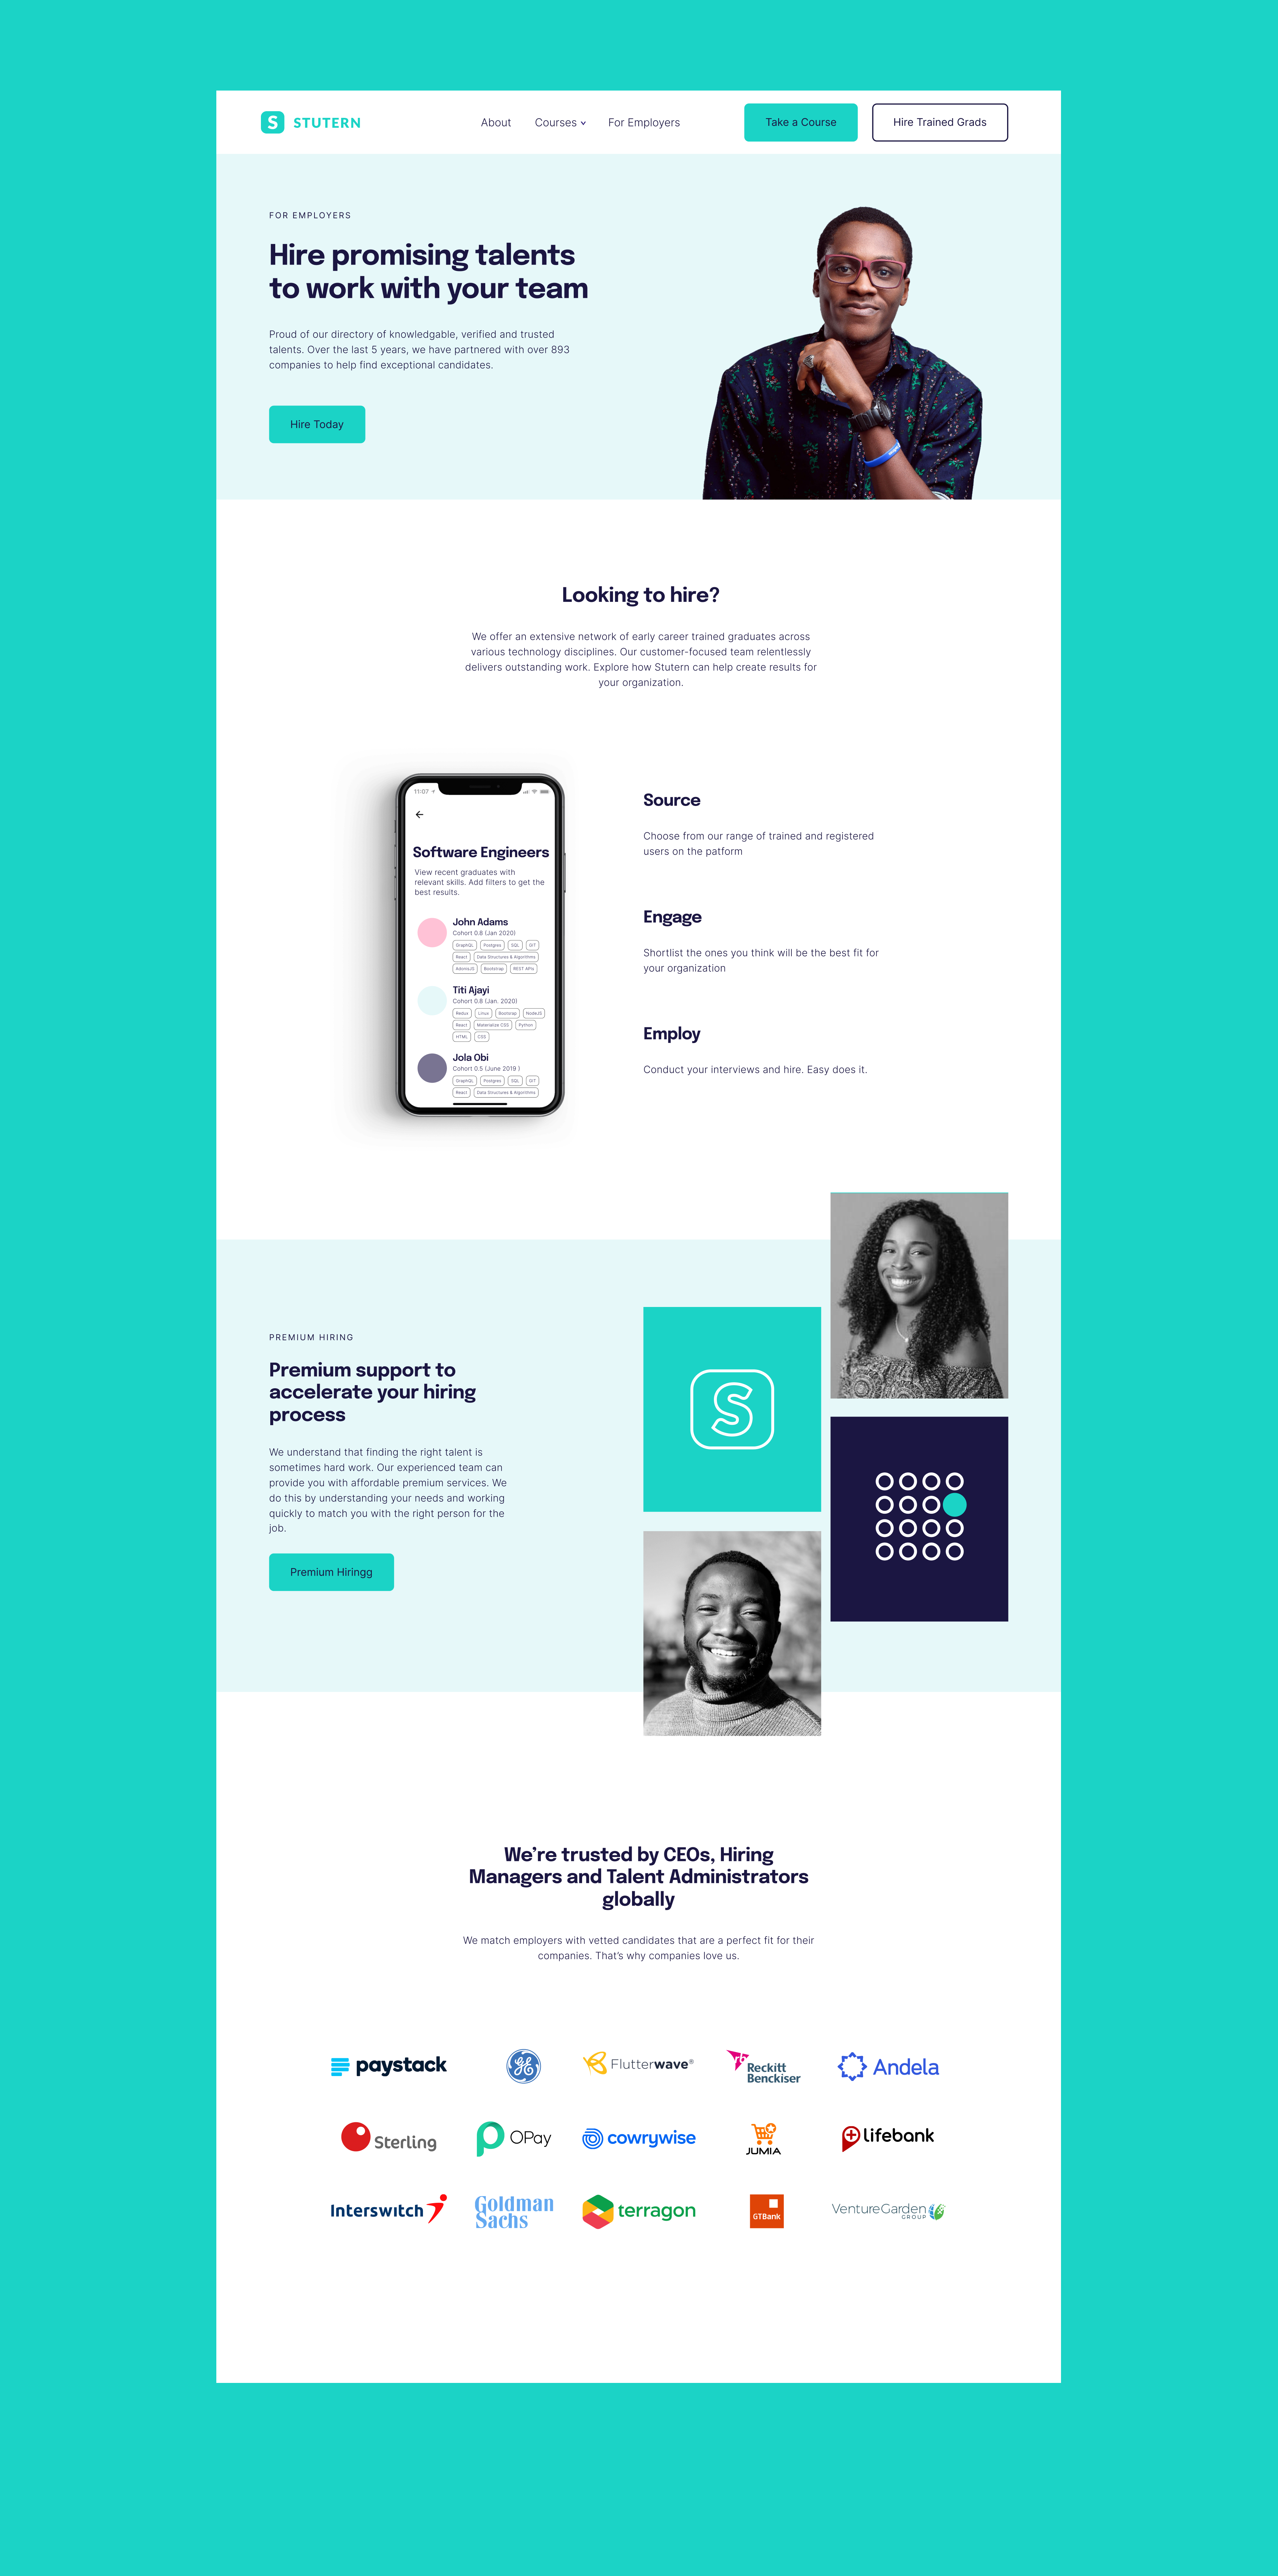 S STUTERN
About
Courses
For Employers
Take a Course
Hire Trained Grads
FOR EMPLOYERS
Hire promising talents
to work with your team
Proud of our directory of knowledgable, verified and trusted
talents. Over the last 5 years, we have partnered with over 893
companies to help find exceptional candidates.
Hire Today
Looking to hire?
We offer an extensive network of early career trained graduates across
various technology disciplines. Our customer-focused team relentlessly
delivers outstanding work. Explore how Stutern can help create results for
your organization.
11:07
Software Engineers
View recent graduates with
relevant skills. Add filters to get the
best results.
John Adams
Cohort 0.8 (Jan 2020)
GraphQL Postgres SQL GIT
React Data Structures & Algorithms
AdonisJS Bootstrap REST APIs
Titi Ajayi
Cohort 0.8 (Jan. 2020)
Redux Linux Bootsrap NodeJS
React Materialize CSS Python
HTML CSS
Jola Obi
Cohort 0.5 (June 2019 )
GraphQL Postgres SQL GIT
React Data Structures & Algorithms
Source
Choose from our range of trained and registered
users on the patform
Engage
Shortlist the ones you think will be the best fit for
your organization
Employ
Conduct your interviews and hire. Easy does it.
PREMIUM HIRING
Premium support to
accelerate your hiring
process
We understand that finding the right talent is
sometimes hard work. Our experienced team can
provide you with affordable premium services. We
do this by understanding your needs and working
quickly to match you with the right person for the
job.
Premium Hiringg
S
We’re trusted by CEOs, Hiring
Managers and Talent Administrators
globally
We match employers with vetted candidates that are a perfect fit for their
companies. That’s why companies love us.
paystack
GE
Flutterwave®
rb
Reckitt
Benckiser
Andela
Sterling
OPay
cowrywise
JUMIA
lifebank
Interswitch
Goldman
Sachs
terragon
GTBank
VentureGarden
GROUP